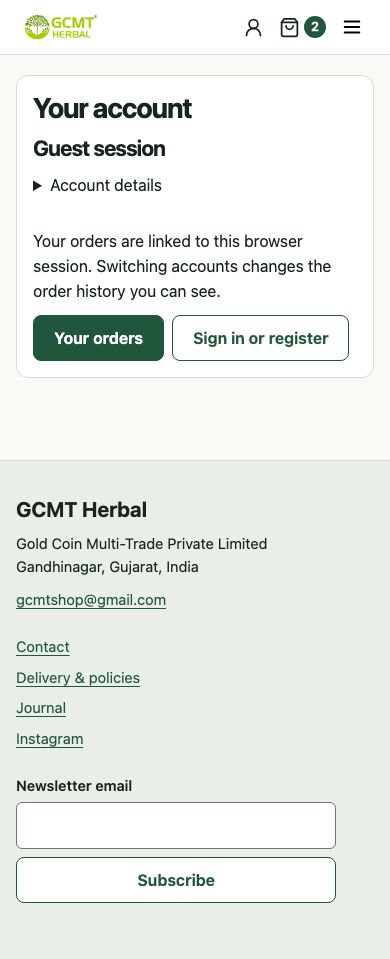 GCMT
HERBAL
2
Your account
Guest session
Account details
Your orders are linked to this browser
session. Switching accounts changes the
order history you can see.
Your orders
Sign in or register
GCMT Herbal
Gold Coin Multi-Trade Private Limited
Gandhinagar, Gujarat, India
gcmtshop@gmail.com
Contact
Delivery & policies
Journal
Instagram
Newsletter email
Subscribe